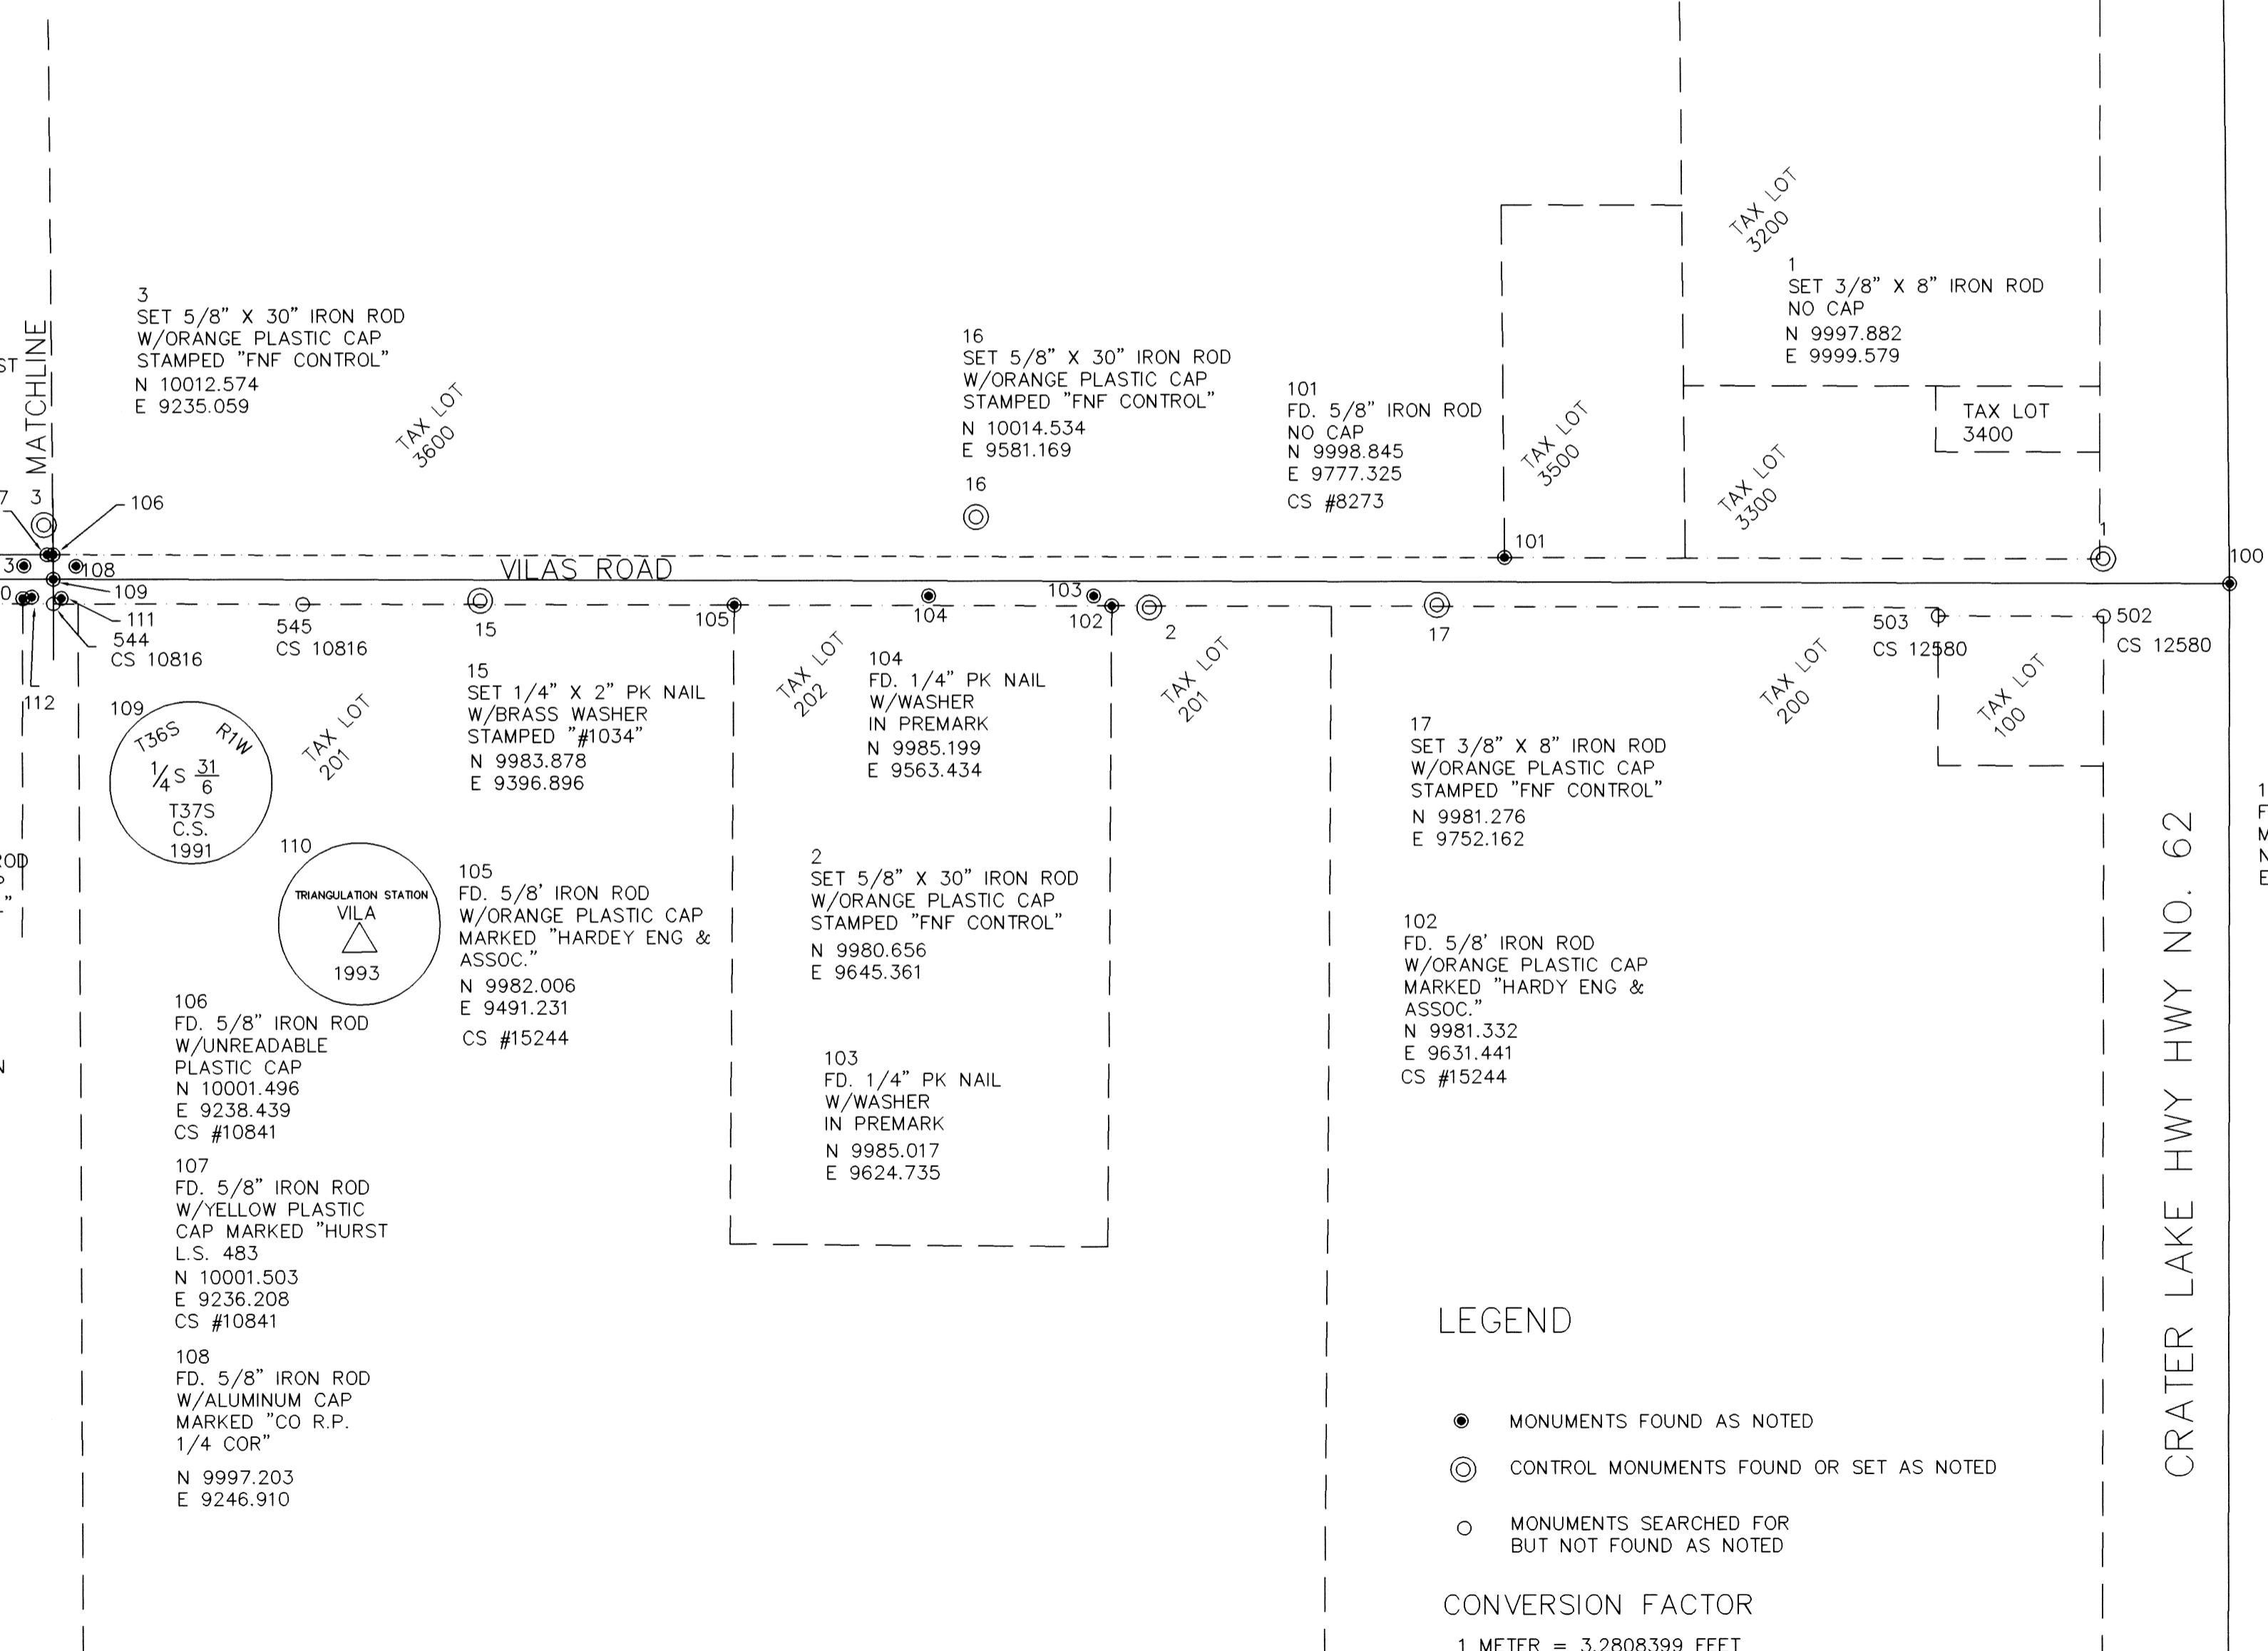 MATCHLINE
ST
3
SET 5/8" X 30" IRON ROD
W/ORANGE PLASTIC CAP
STAMPED "FNF CONTROL"
N 10012.574
E 9235.059
TAX LOT
3600
16
SET 5/8" X 30" IRON ROD
W/ORANGE PLASTIC CAP
STAMPED "FNF CONTROL"
N 10014.534
E 9581.169
16
101
FD. 5/8" IRON ROD
NO CAP
N 9998.845
E 9777.325
CS #8273
TAX LOT
3500
TAX LOT
3200
1
SET 3/8" X 8" IRON ROD
NO CAP
N 9997.882
E 9999.579
TAX LOT
3400
TAX LOT
3300
7
3
106
1
101
100
3
108
VILAS ROAD
0
109
111
544
CS 10816
545
CS 10816
15
105
104
103
102
2
17
503
CS 12580
502
CS 12580
112
109
T36S R1W
1/4 S 31
6
T37S
C.S.
1991
TAX LOT
201
15
SET 1/4" X 2" PK NAIL
W/BRASS WASHER
STAMPED "#1034"
N 9983.878
E 9396.896
TAX LOT
202
104
FD. 1/4" PK NAIL
W/WASHER
IN PREMARK
N 9985.199
E 9563.434
TAX LOT
201
17
SET 3/8" X 8" IRON ROD
W/ORANGE PLASTIC CAP
STAMPED "FNF CONTROL"
N 9981.276
E 9752.162
TAX LOT
200
TAX LOT
100
110
TRIANGULATION STATION
VILA
1993
105
FD. 5/8' IRON ROD
W/ORANGE PLASTIC CAP
MARKED "HARDEY ENG &
ASSOC."
N 9982.006
E 9491.231
CS #15244
2
SET 5/8" X 30" IRON ROD
W/ORANGE PLASTIC CAP
STAMPED "FNF CONTROL"
N 9980.656
E 9645.361
102
FD. 5/8' IRON ROD
W/ORANGE PLASTIC CAP
MARKED "HARDY ENG &
ASSOC."
N 9981.332
E 9631.441
CS #15244
106
FD. 5/8" IRON ROD
W/UNREADABLE
PLASTIC CAP
N 10001.496
E 9238.439
CS #10841
103
FD. 1/4" PK NAIL
W/WASHER
IN PREMARK
N 9985.017
E 9624.735
107
FD. 5/8" IRON ROD
W/YELLOW PLASTIC
CAP MARKED "HURST
L.S. 483
N 10001.503
E 9236.208
CS #10841
108
FD. 5/8" IRON ROD
W/ALUMINUM CAP
MARKED "CO R.P.
1/4 COR"
N 9997.203
E 9246.910
CRATER LAKE HWY HWY NO. 62
LEGEND
MONUMENTS FOUND AS NOTED
CONTROL MONUMENTS FOUND OR SET AS NOTED
MONUMENTS SEARCHED FOR
BUT NOT FOUND AS NOTED
CONVERSION FACTOR
1 METER = 3.2808399 FEET